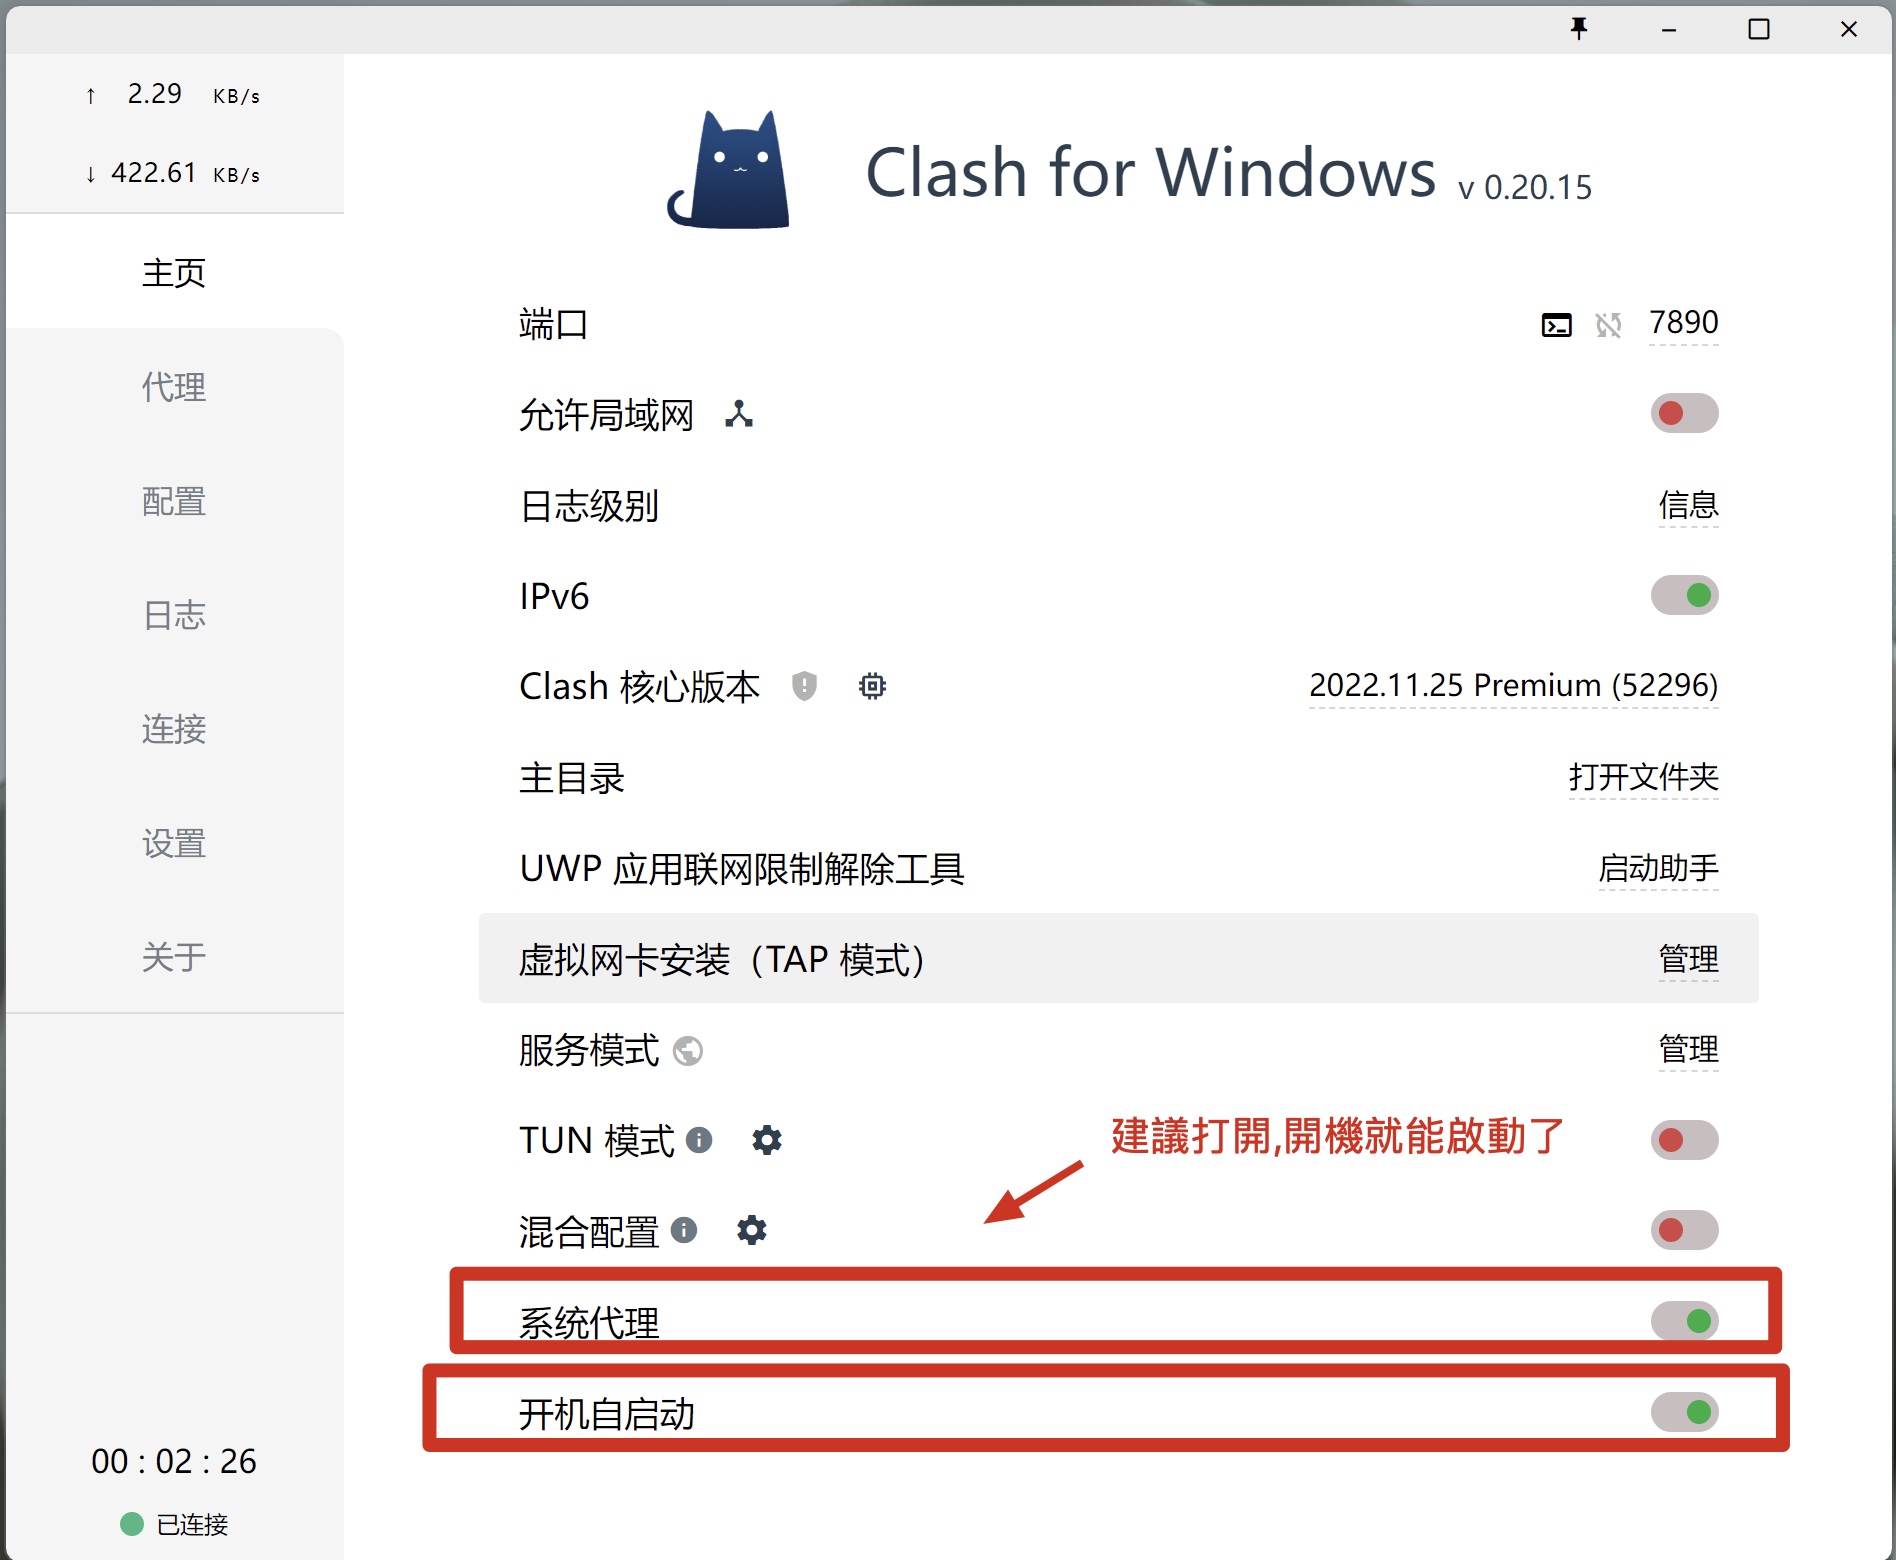 ↑ 2.29 KB/s
↓ 422.61 KB/s
主页
代理
配置
日志
连接
设置
关于
00 : 02 : 26
已连接
Clash for Windows v 0.20.15
端口 7890
允许局域网
日志级别 信息
IPv6
Clash 核心版本 2022.11.25 Premium (52296)
主目录 打开文件夹
UWP 应用联网限制解除工具 启动助手
虚拟网卡安装（TAP 模式） 管理
服务模式 管理
TUN 模式
建議打開,開機就能啟動了
混合配置
系统代理
开机自启动